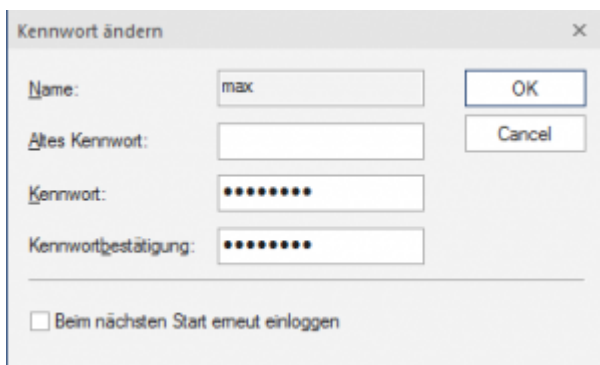 Kennwort ändern
Name: max OK
Altes Kennwort: Cancel
Kennwort: ●●●●●●●●
Kennwortbestätigung: ●●●●●●●●
Beim nächsten Start erneut einloggen